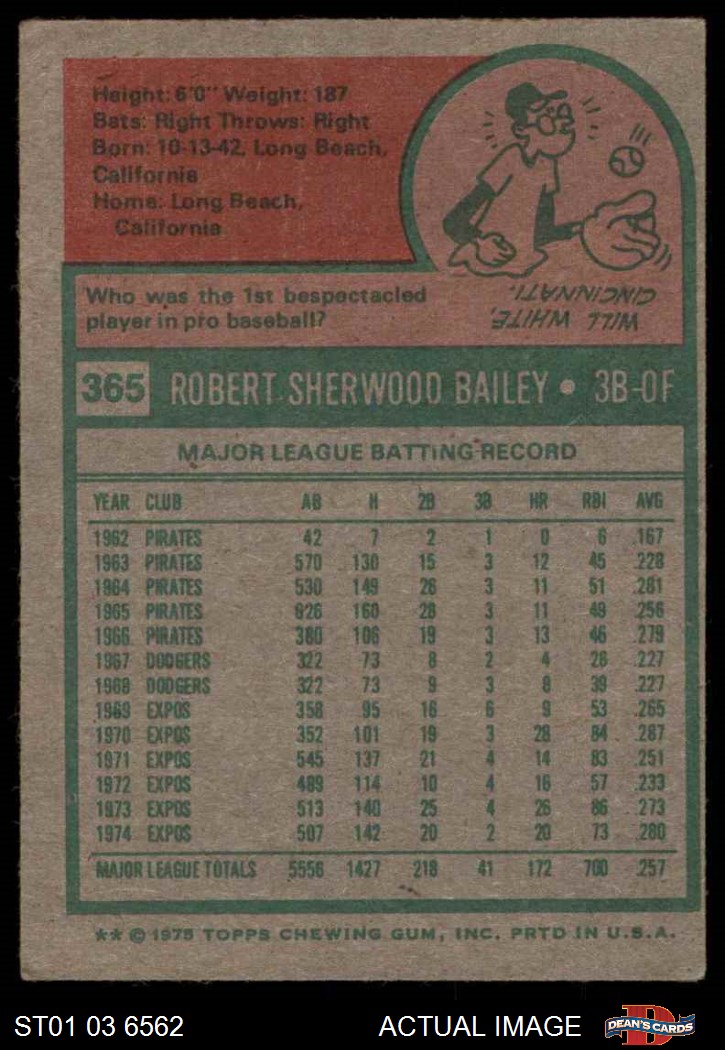 Height: 6'0" Weight: 187
Bats: Right Throws: Right
Born: 10-13-42, Long Beach,
California
Home: Long Beach,
California
Who was the 1st bespectacled
player in pro baseball?
WILL WHITE,
CINCINNATI.
365 ROBERT SHERWOOD BAILEY • 3B-OF
MAJOR LEAGUE BATTING RECORD
YEAR CLUB AB H 2B 3B HR RBI AVG
1962 PIRATES 42 7 2 1 0 6 .167
1963 PIRATES 570 130 15 3 12 45 .228
1964 PIRATES 530 149 26 3 11 51 .281
1965 PIRATES 626 160 28 3 11 49 .256
1966 PIRATES 380 106 19 3 13 46 .279
1967 DODGERS 322 73 8 2 4 28 .227
1968 DODGERS 322 73 9 3 8 39 .227
1969 EXPOS 358 95 16 6 9 53 .265
1970 EXPOS 352 101 19 3 28 84 .287
1971 EXPOS 545 137 21 4 14 83 .251
1972 EXPOS 489 114 10 4 16 57 .233
1973 EXPOS 513 140 25 4 26 86 .273
1974 EXPOS 507 142 20 2 20 73 .280
MAJOR LEAGUE TOTALS 5556 1427 218 41 172 700 .257
** © 1975 TOPPS CHEWING GUM, INC. PRTD IN U.S.A.
ST01 03 6562 ACTUAL IMAGE
D
DEAN'S CARDS